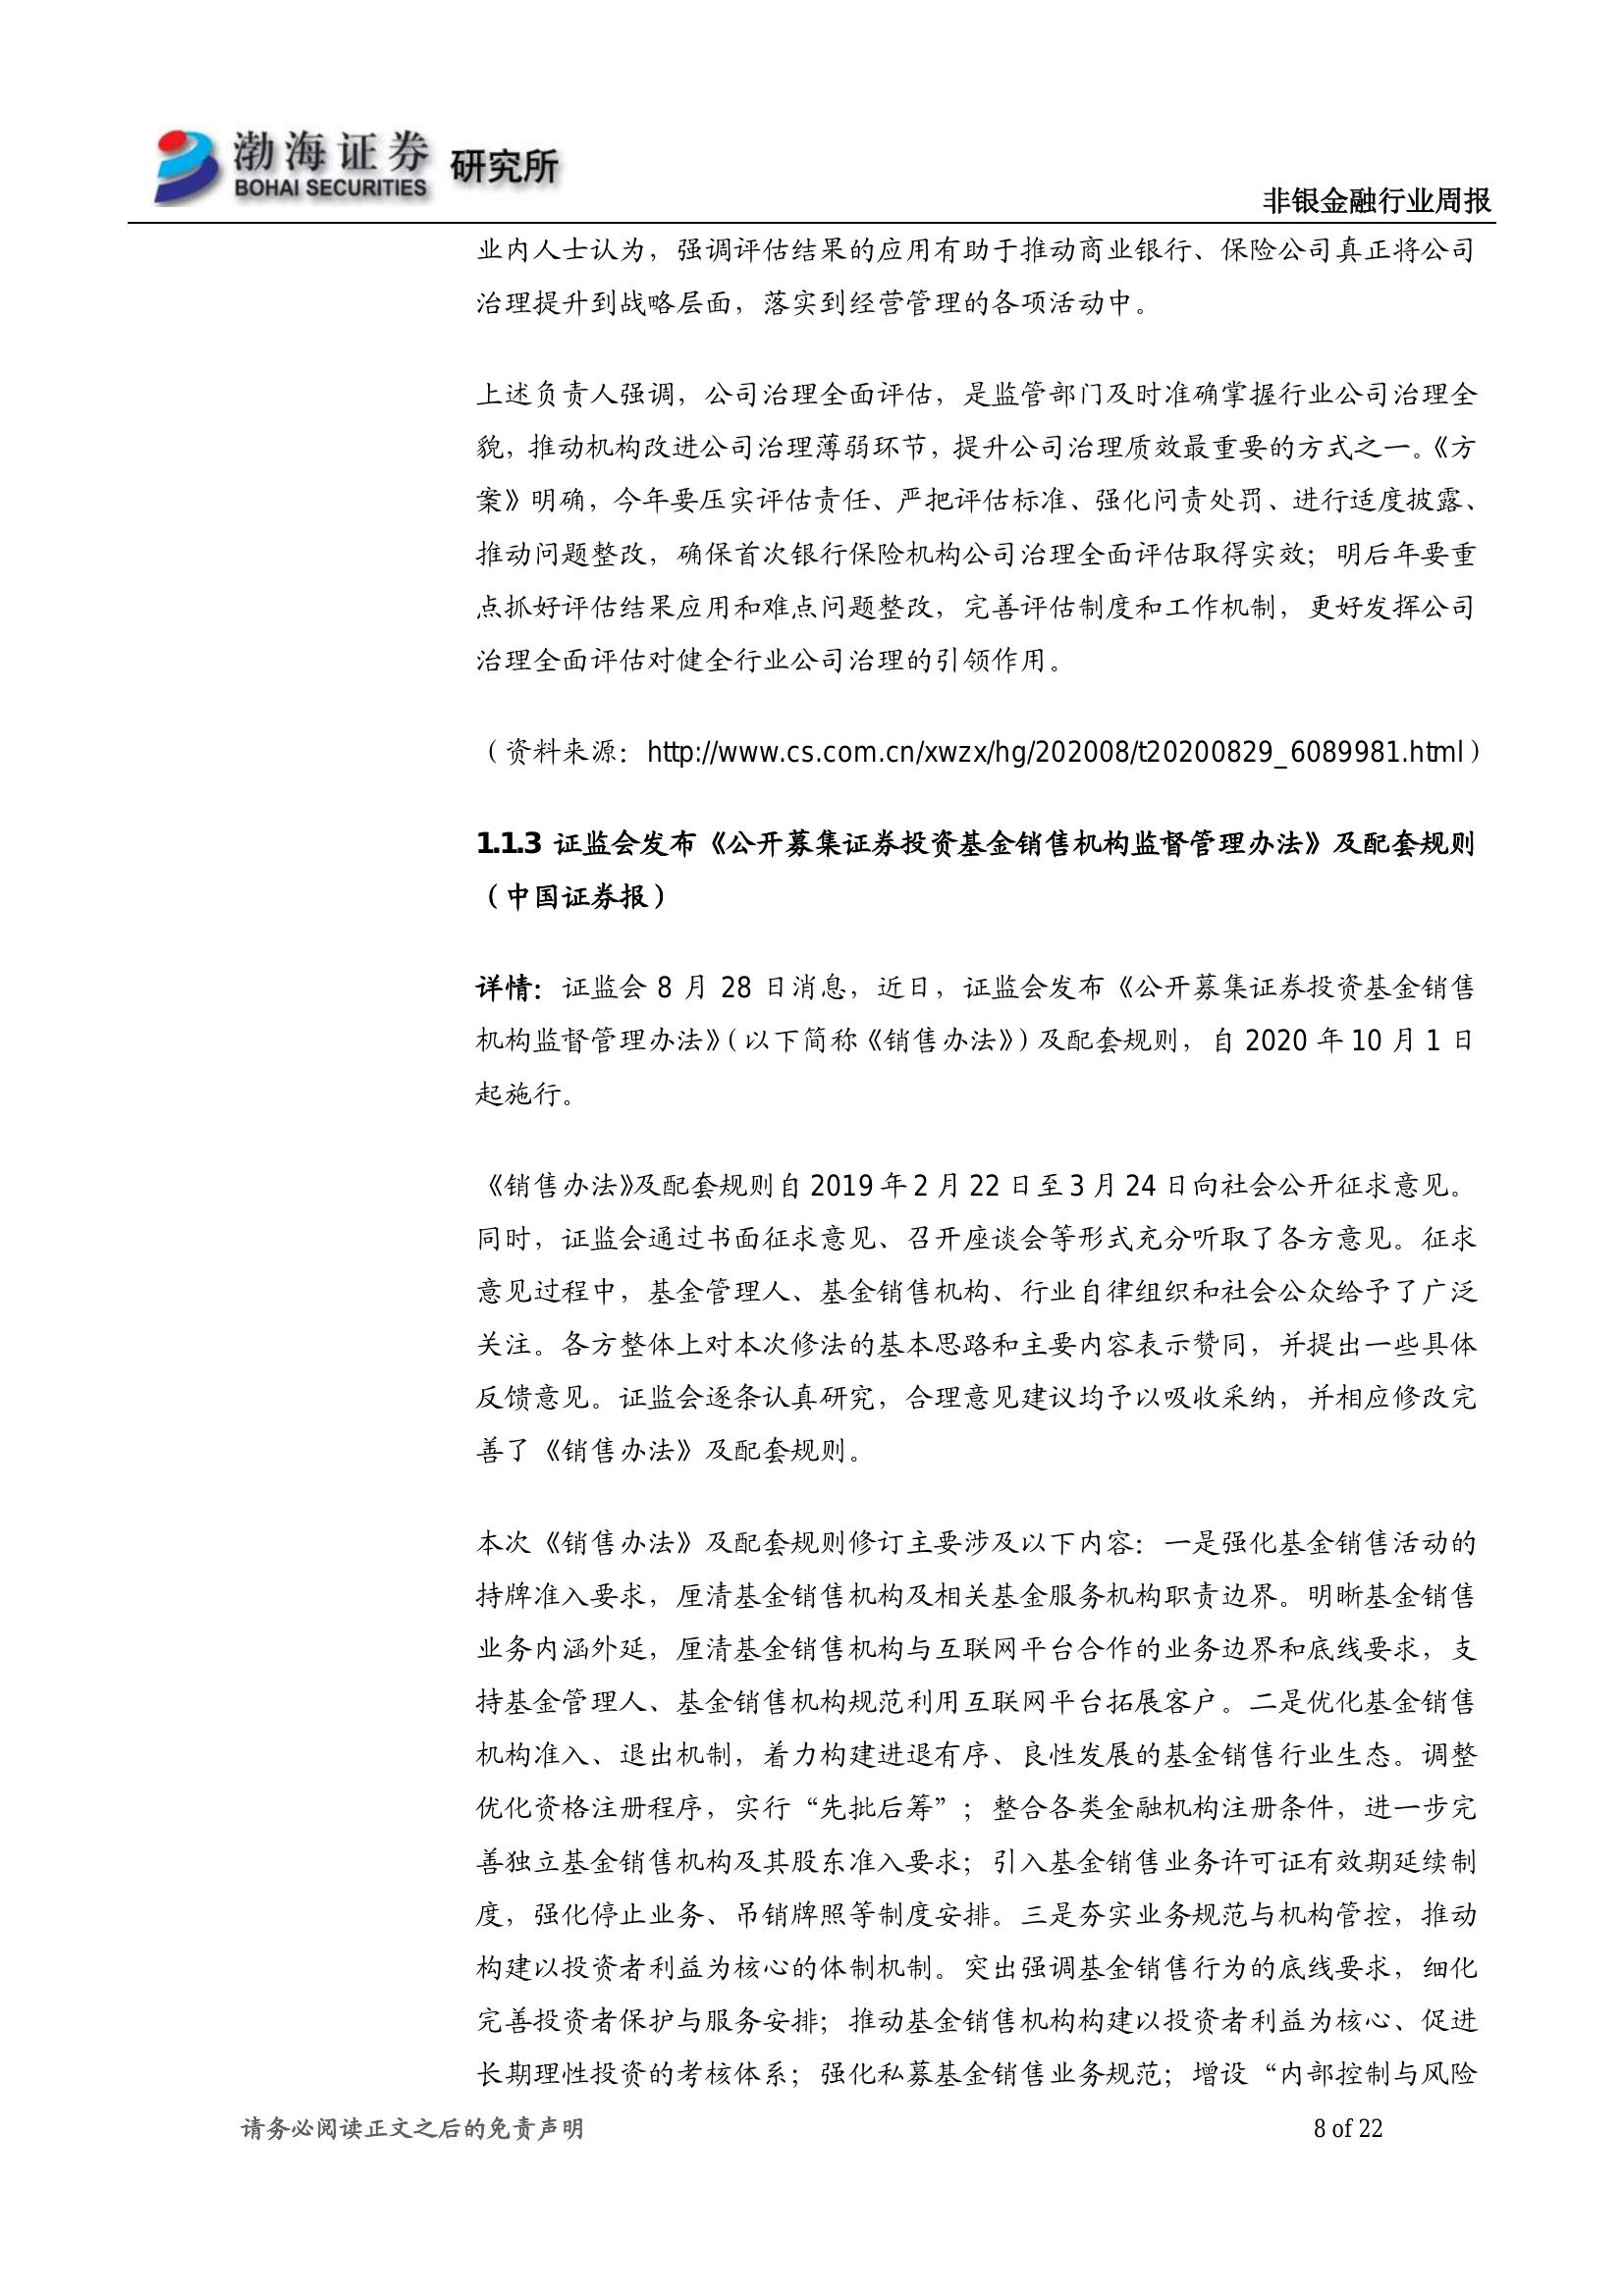 渤海证券 研究所
BOHAI SECURITIES
非银金融行业周报
业内人士认为，强调评估结果的应用有助于推动商业银行、保险公司真正将公司
治理提升到战略层面，落实到经营管理的各项活动中。
上述负责人强调，公司治理全面评估，是监管部门及时准确掌握行业公司治理全
貌，推动机构改进公司治理薄弱环节，提升公司治理质效最重要的方式之一。《方
案》明确，今年要压实评估责任、严把评估标准、强化问责处罚、进行适度披露、
推动问题整改，确保首次银行保险机构公司治理全面评估取得实效；明后年要重
点抓好评估结果应用和难点问题整改，完善评估制度和工作机制，更好发挥公司
治理全面评估对健全行业公司治理的引领作用。
（资料来源：http://www.cs.com.cn/xwzx/hg/202008/t20200829_6089981.html）
1.1.3 证监会发布《公开募集证券投资基金销售机构监督管理办法》及配套规则
（中国证券报）
详情：证监会 8 月 28 日消息，近日，证监会发布《公开募集证券投资基金销售
机构监督管理办法》（以下简称《销售办法》）及配套规则，自 2020 年 10 月 1 日
起施行。
《销售办法》及配套规则自 2019 年 2 月 22 日至 3 月 24 日向社会公开征求意见。
同时，证监会通过书面征求意见、召开座谈会等形式充分听取了各方意见。征求
意见过程中，基金管理人、基金销售机构、行业自律组织和社会公众给予了广泛
关注。各方整体上对本次修法的基本思路和主要内容表示赞同，并提出一些具体
反馈意见。证监会逐条认真研究，合理意见建议均予以吸收采纳，并相应修改完
善了《销售办法》及配套规则。
本次《销售办法》及配套规则修订主要涉及以下内容：一是强化基金销售活动的
持牌准入要求，厘清基金销售机构及相关基金服务机构职责边界。明晰基金销售
业务内涵外延，厘清基金销售机构与互联网平台合作的业务边界和底线要求，支
持基金管理人、基金销售机构规范利用互联网平台拓展客户。二是优化基金销售
机构准入、退出机制，着力构建进退有序、良性发展的基金销售行业生态。调整
优化资格注册程序，实行“先批后筹”；整合各类金融机构注册条件，进一步完
善独立基金销售机构及其股东准入要求；引入基金销售业务许可证有效期延续制
度，强化停止业务、吊销牌照等制度安排。三是夯实业务规范与机构管控，推动
构建以投资者利益为核心的体制机制。突出强调基金销售行为的底线要求，细化
完善投资者保护与服务安排；推动基金销售机构构建以投资者利益为核心、促进
长期理性投资的考核体系；强化私募基金销售业务规范；增设“内部控制与风险
请务必阅读正文之后的免责声明
8 of 22